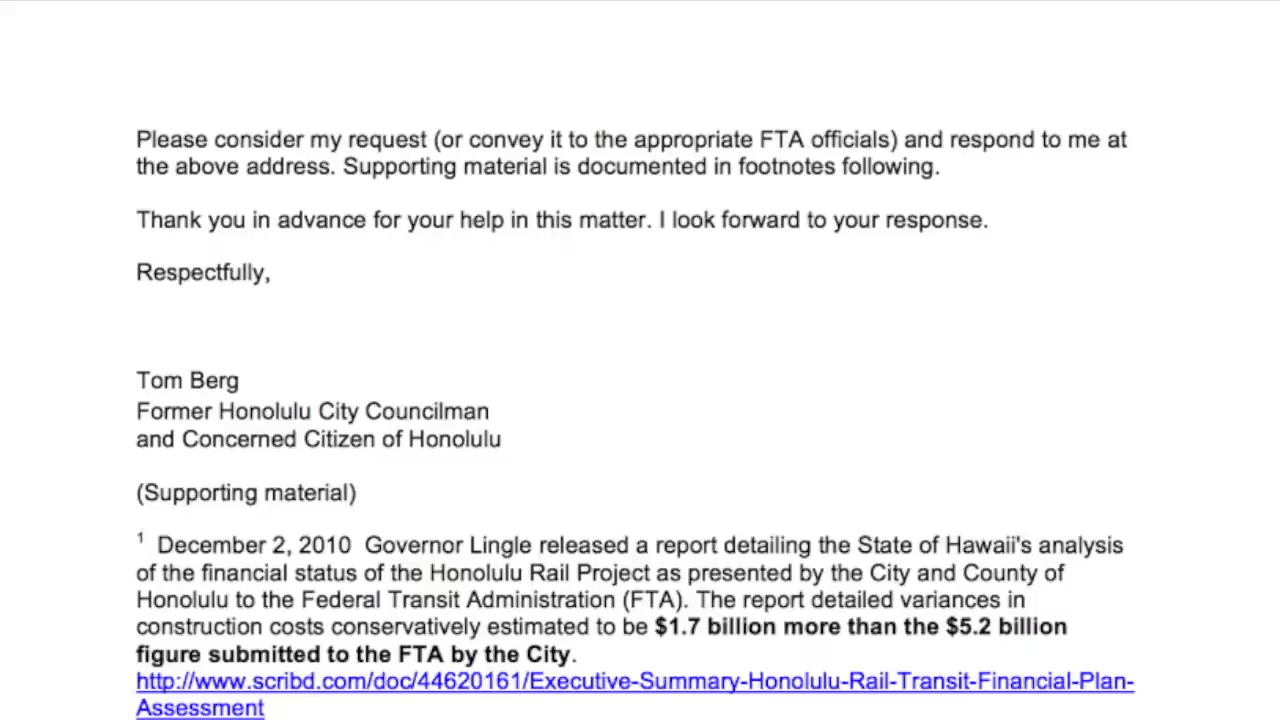 Please consider my request (or convey it to the appropriate FTA officials) and respond to me at
the above address. Supporting material is documented in footnotes following.
Thank you in advance for your help in this matter. I look forward to your response.
Respectfully,
Tom Berg
Former Honolulu City Councilman
and Concerned Citizen of Honolulu
(Supporting material)
1 December 2, 2010 Governor Lingle released a report detailing the State of Hawaii's analysis
of the financial status of the Honolulu Rail Project as presented by the City and County of
Honolulu to the Federal Transit Administration (FTA). The report detailed variances in
construction costs conservatively estimated to be $1.7 billion more than the $5.2 billion
figure submitted to the FTA by the City.
http://www.scribd.com/doc/44620161/Executive-Summary-Honolulu-Rail-Transit-Financial-Plan-
Assessment